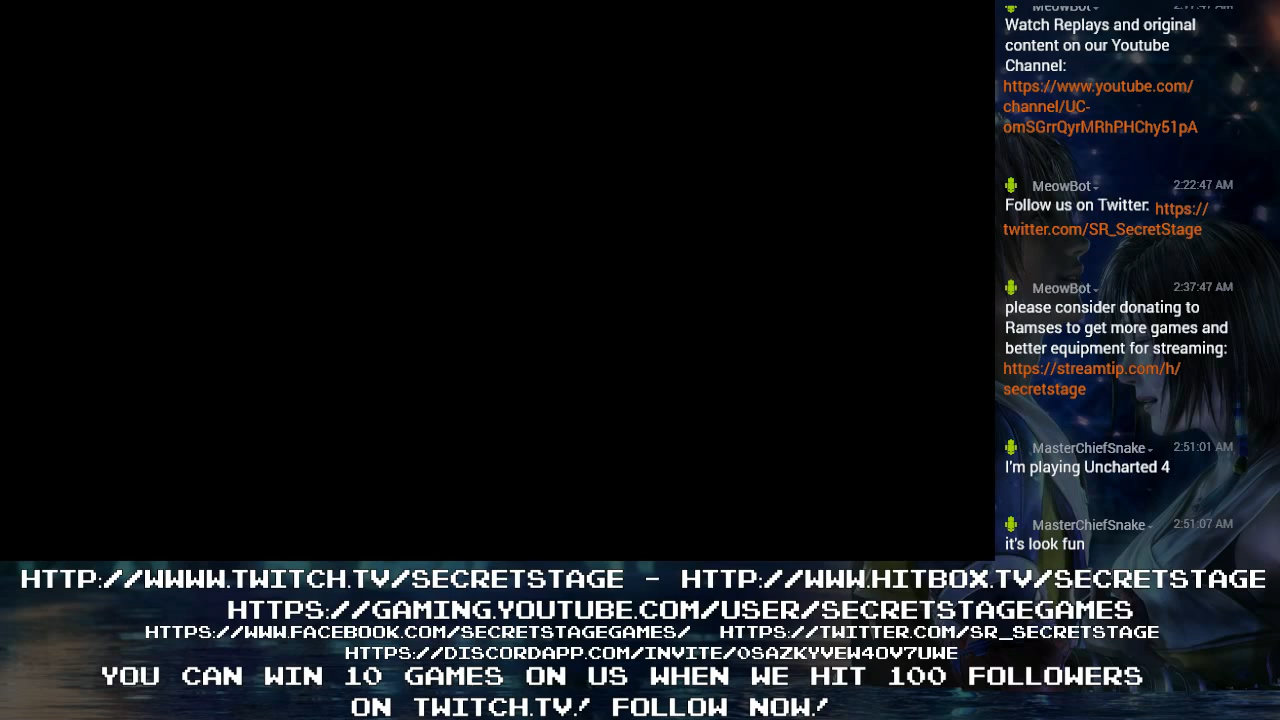 MeowBot 2:17:47 AM
Watch Replays and original
content on our Youtube
Channel:
https://www.youtube.com/
channel/UC-
omSGrrQyrMRhPHChy51pA
MeowBot 2:22:47 AM
Follow us on Twitter: https://
twitter.com/SR_SecretStage
MeowBot 2:37:47 AM
please consider donating to
Ramses to get more games and
better equipment for streaming:
https://streamtip.com/h/
secretstage
MasterChiefSnake 2:51:01 AM
I'm playing Uncharted 4
MasterChiefSnake 2:51:07 AM
it's look fun
HTTP://WWWW.TWITCH.TV/SECRETSTAGE - HTTP://WWW.HITBOX.TV/SECRETSTAGE
HTTPS://GAMING.YOUTUBE.COM/USER/SECRETSTAGEGAMES
HTTPS://WWW.FACEBOOK.COM/SECRETSTAGEGAMES/ HTTPS://TWITTER.COM/SR_SECRETSTAGE
HTTPS://DISCORDAPP.COM/INVITE/0SAZKYVEW4OV7UWE
YOU CAN WIN 10 GAMES ON US WHEN WE HIT 100 FOLLOWERS
ON TWITCH.TV! FOLLOW NOW!